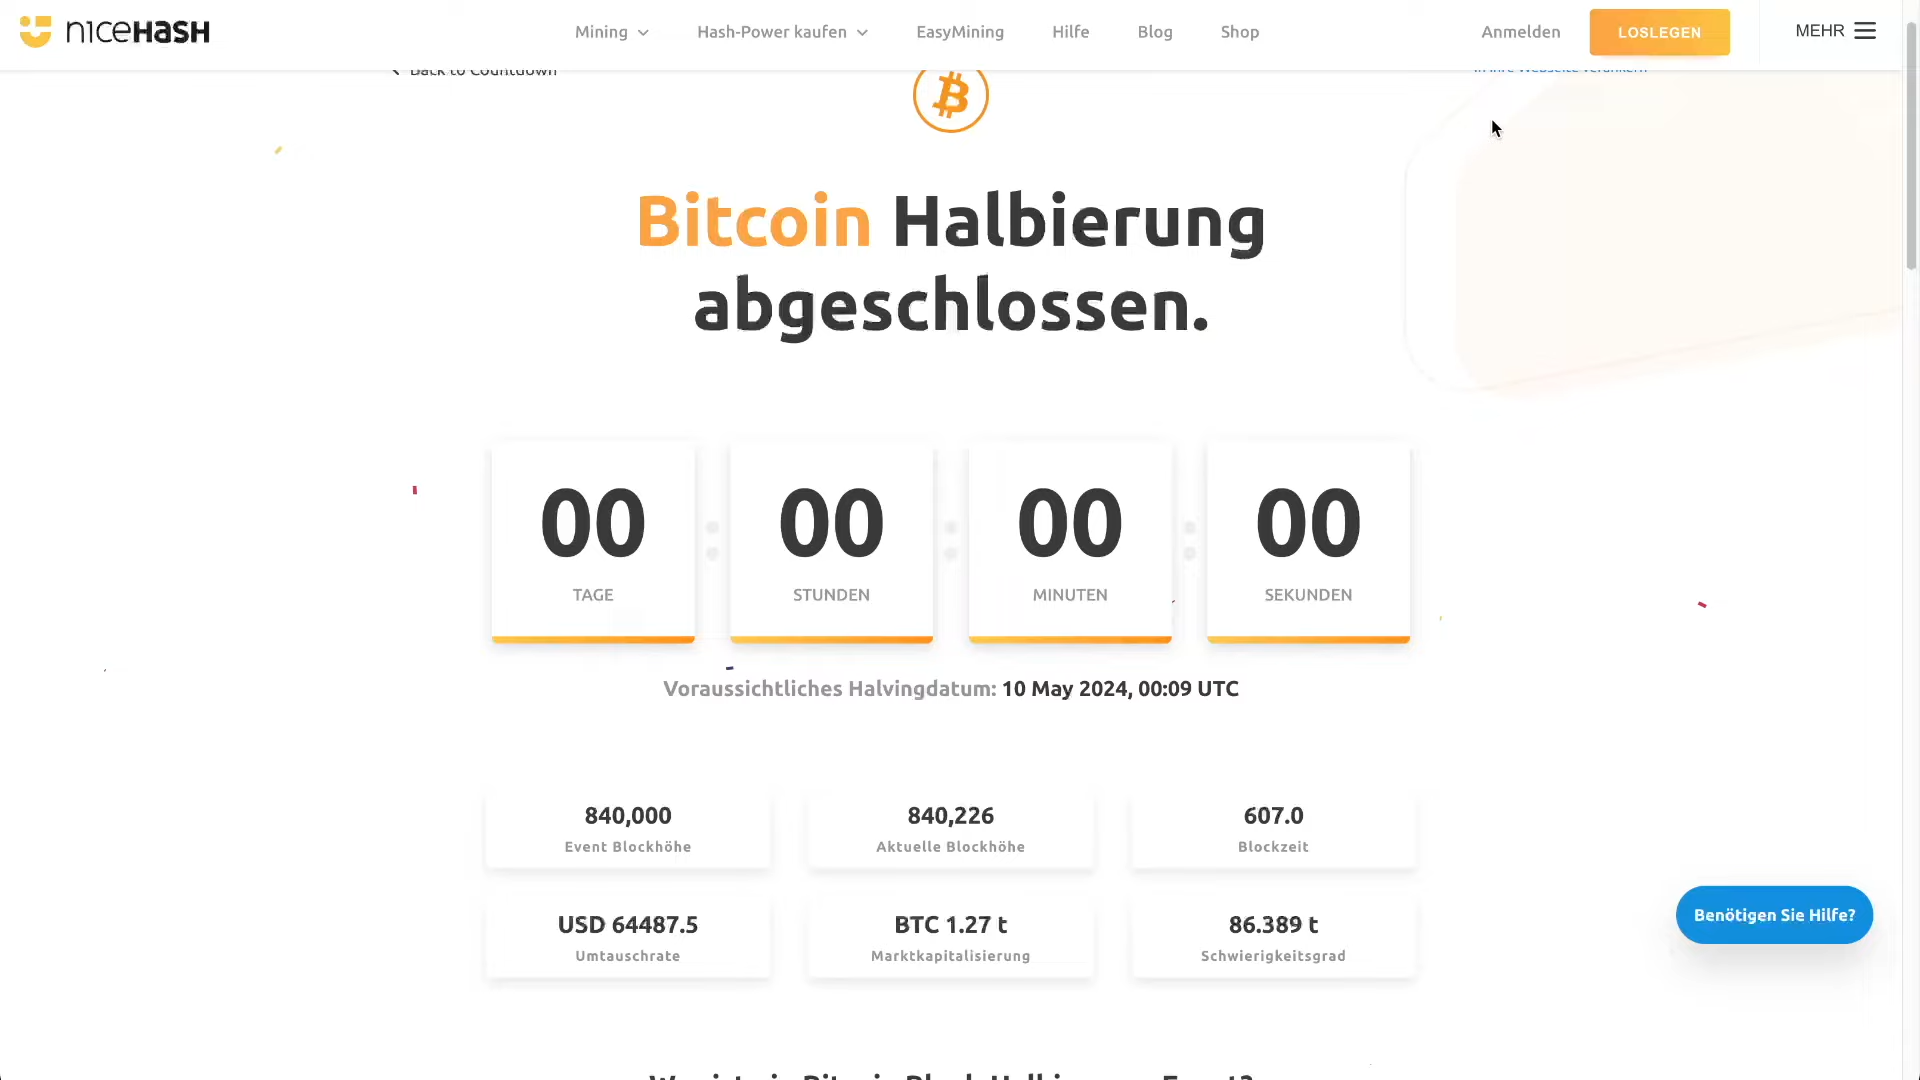 niceHasH
Mining
Hash-Power kaufen
EasyMining
Hilfe
Blog
Shop
Anmelden
LOSLEGEN
MEHR
Back to Countdown
Bitcoin Halbierung
abgeschlossen.
00
TAGE
00
STUNDEN
00
MINUTEN
00
SEKUNDEN
Voraussichtliches Halvingdatum: 10 May 2024, 00:09 UTC
840,000
Event Blockhöhe
840,226
Aktuelle Blockhöhe
607.0
Blockzeit
USD 64487.5
Umtauschrate
BTC 1.27 t
Marktkapitalisierung
86.389 t
Schwierigkeitsgrad
Benötigen Sie Hilfe?